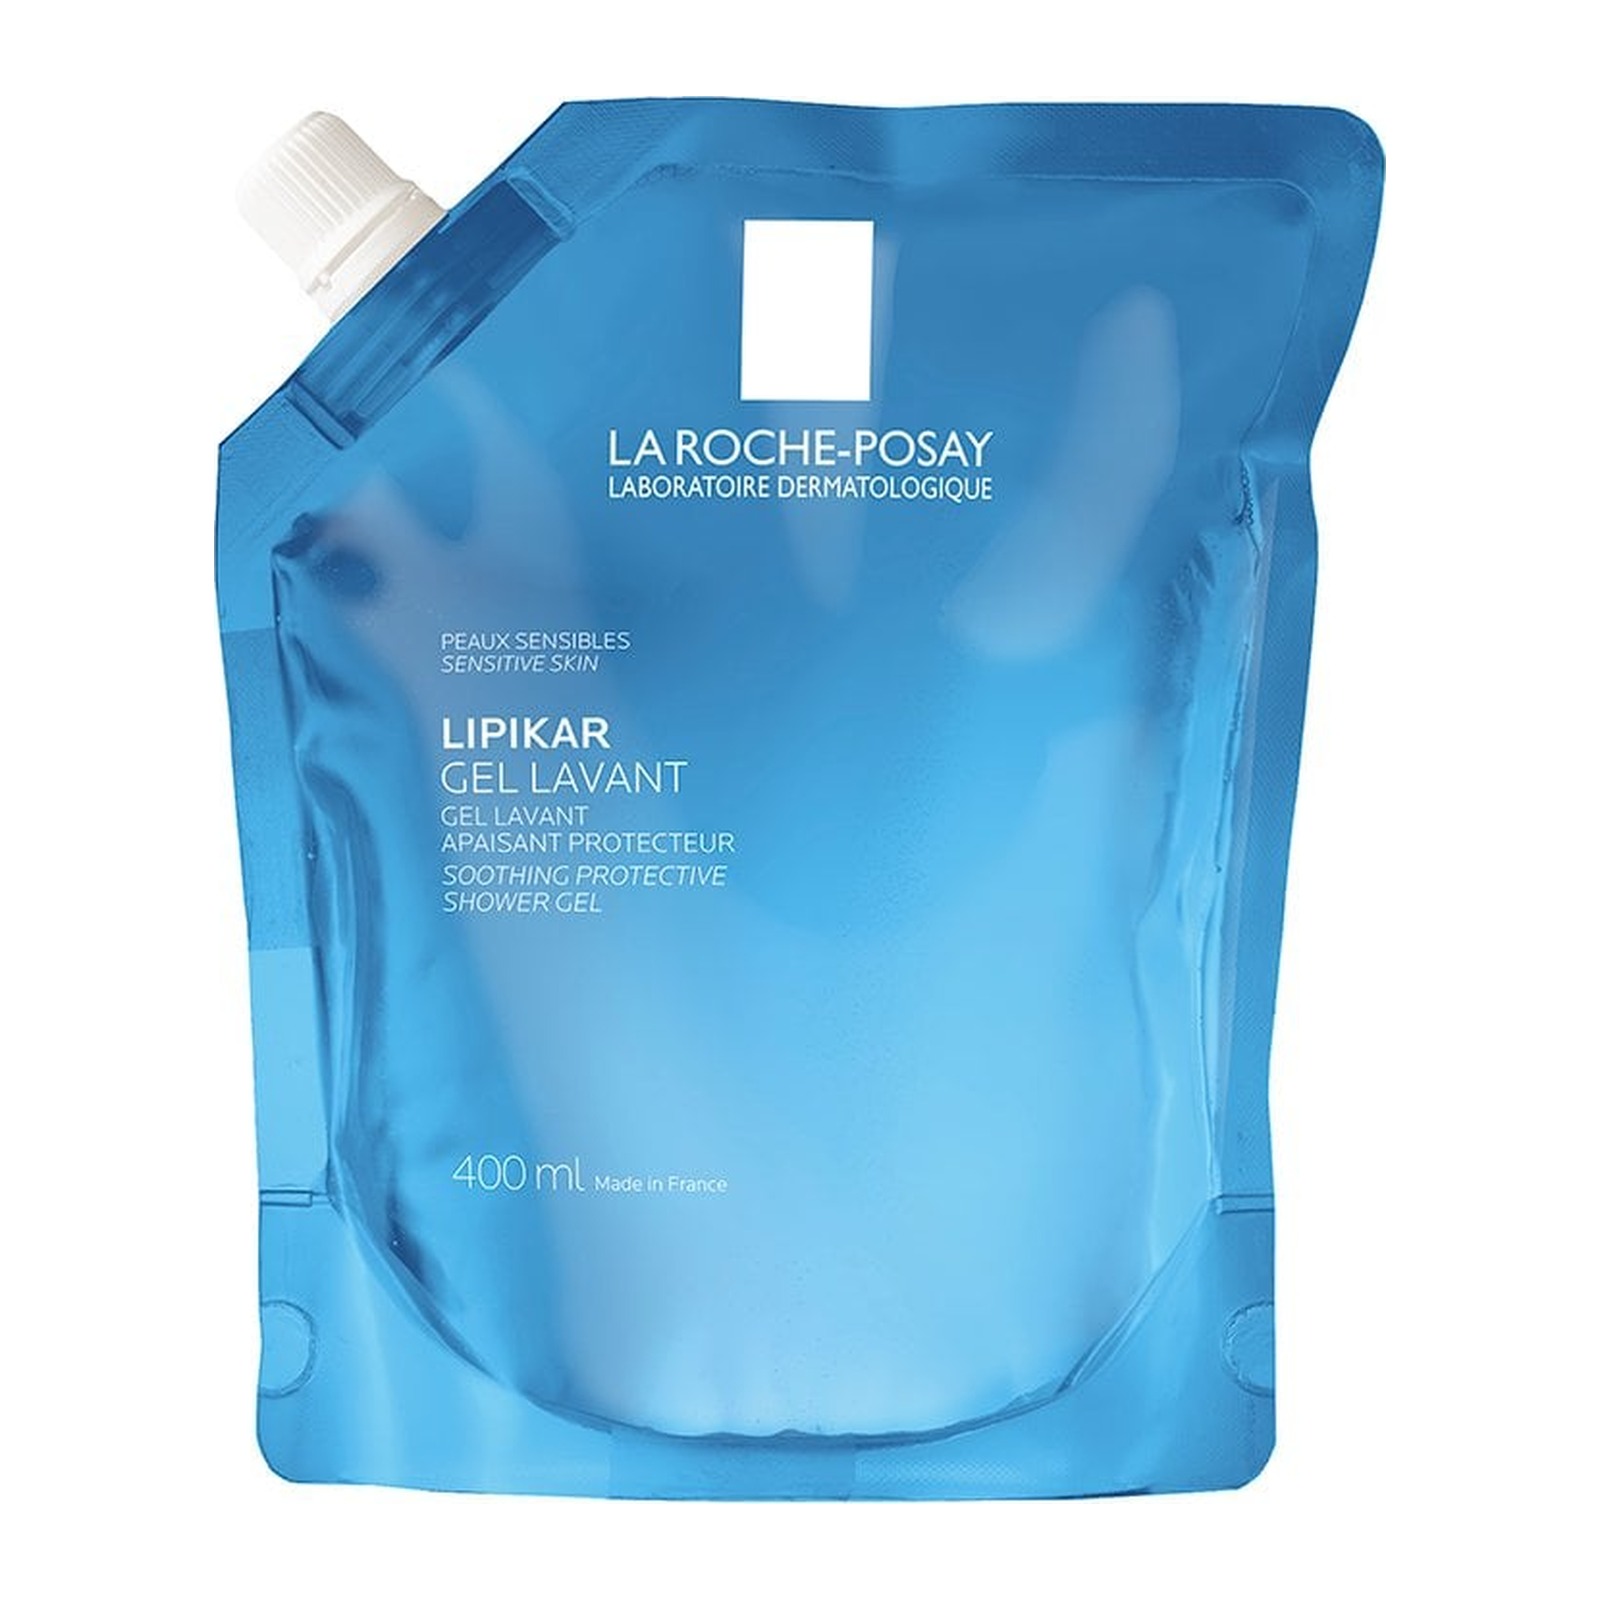 LA ROCHE-POSAY
LABORATOIRE DERMATOLOGIQUE
PEAUX SENSIBLES
SENSITIVE SKIN
LIPIKAR
GEL LAVANT
GEL LAVANT
APAISANT PROTECTEUR
SOOTHING PROTECTIVE
SHOWER GEL
400 ml Made in France